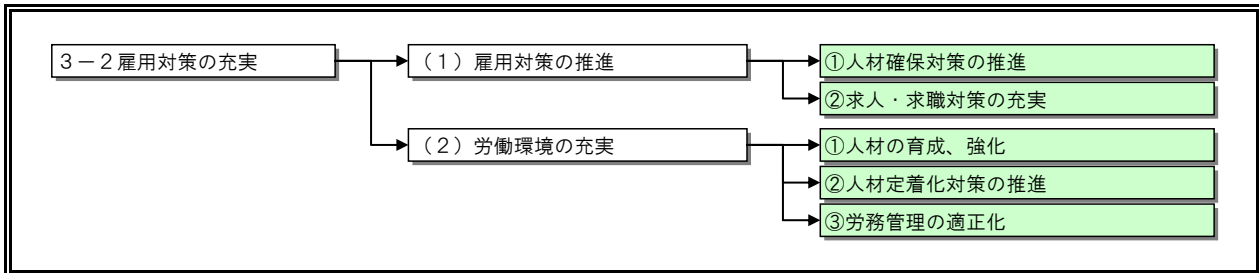 ３－２雇用対策の充実
（１）雇用対策の推進
①人材確保対策の推進
②求人・求職対策の充実
（２）労働環境の充実
①人材の育成、強化
②人材定着化対策の推進
③労務管理の適正化